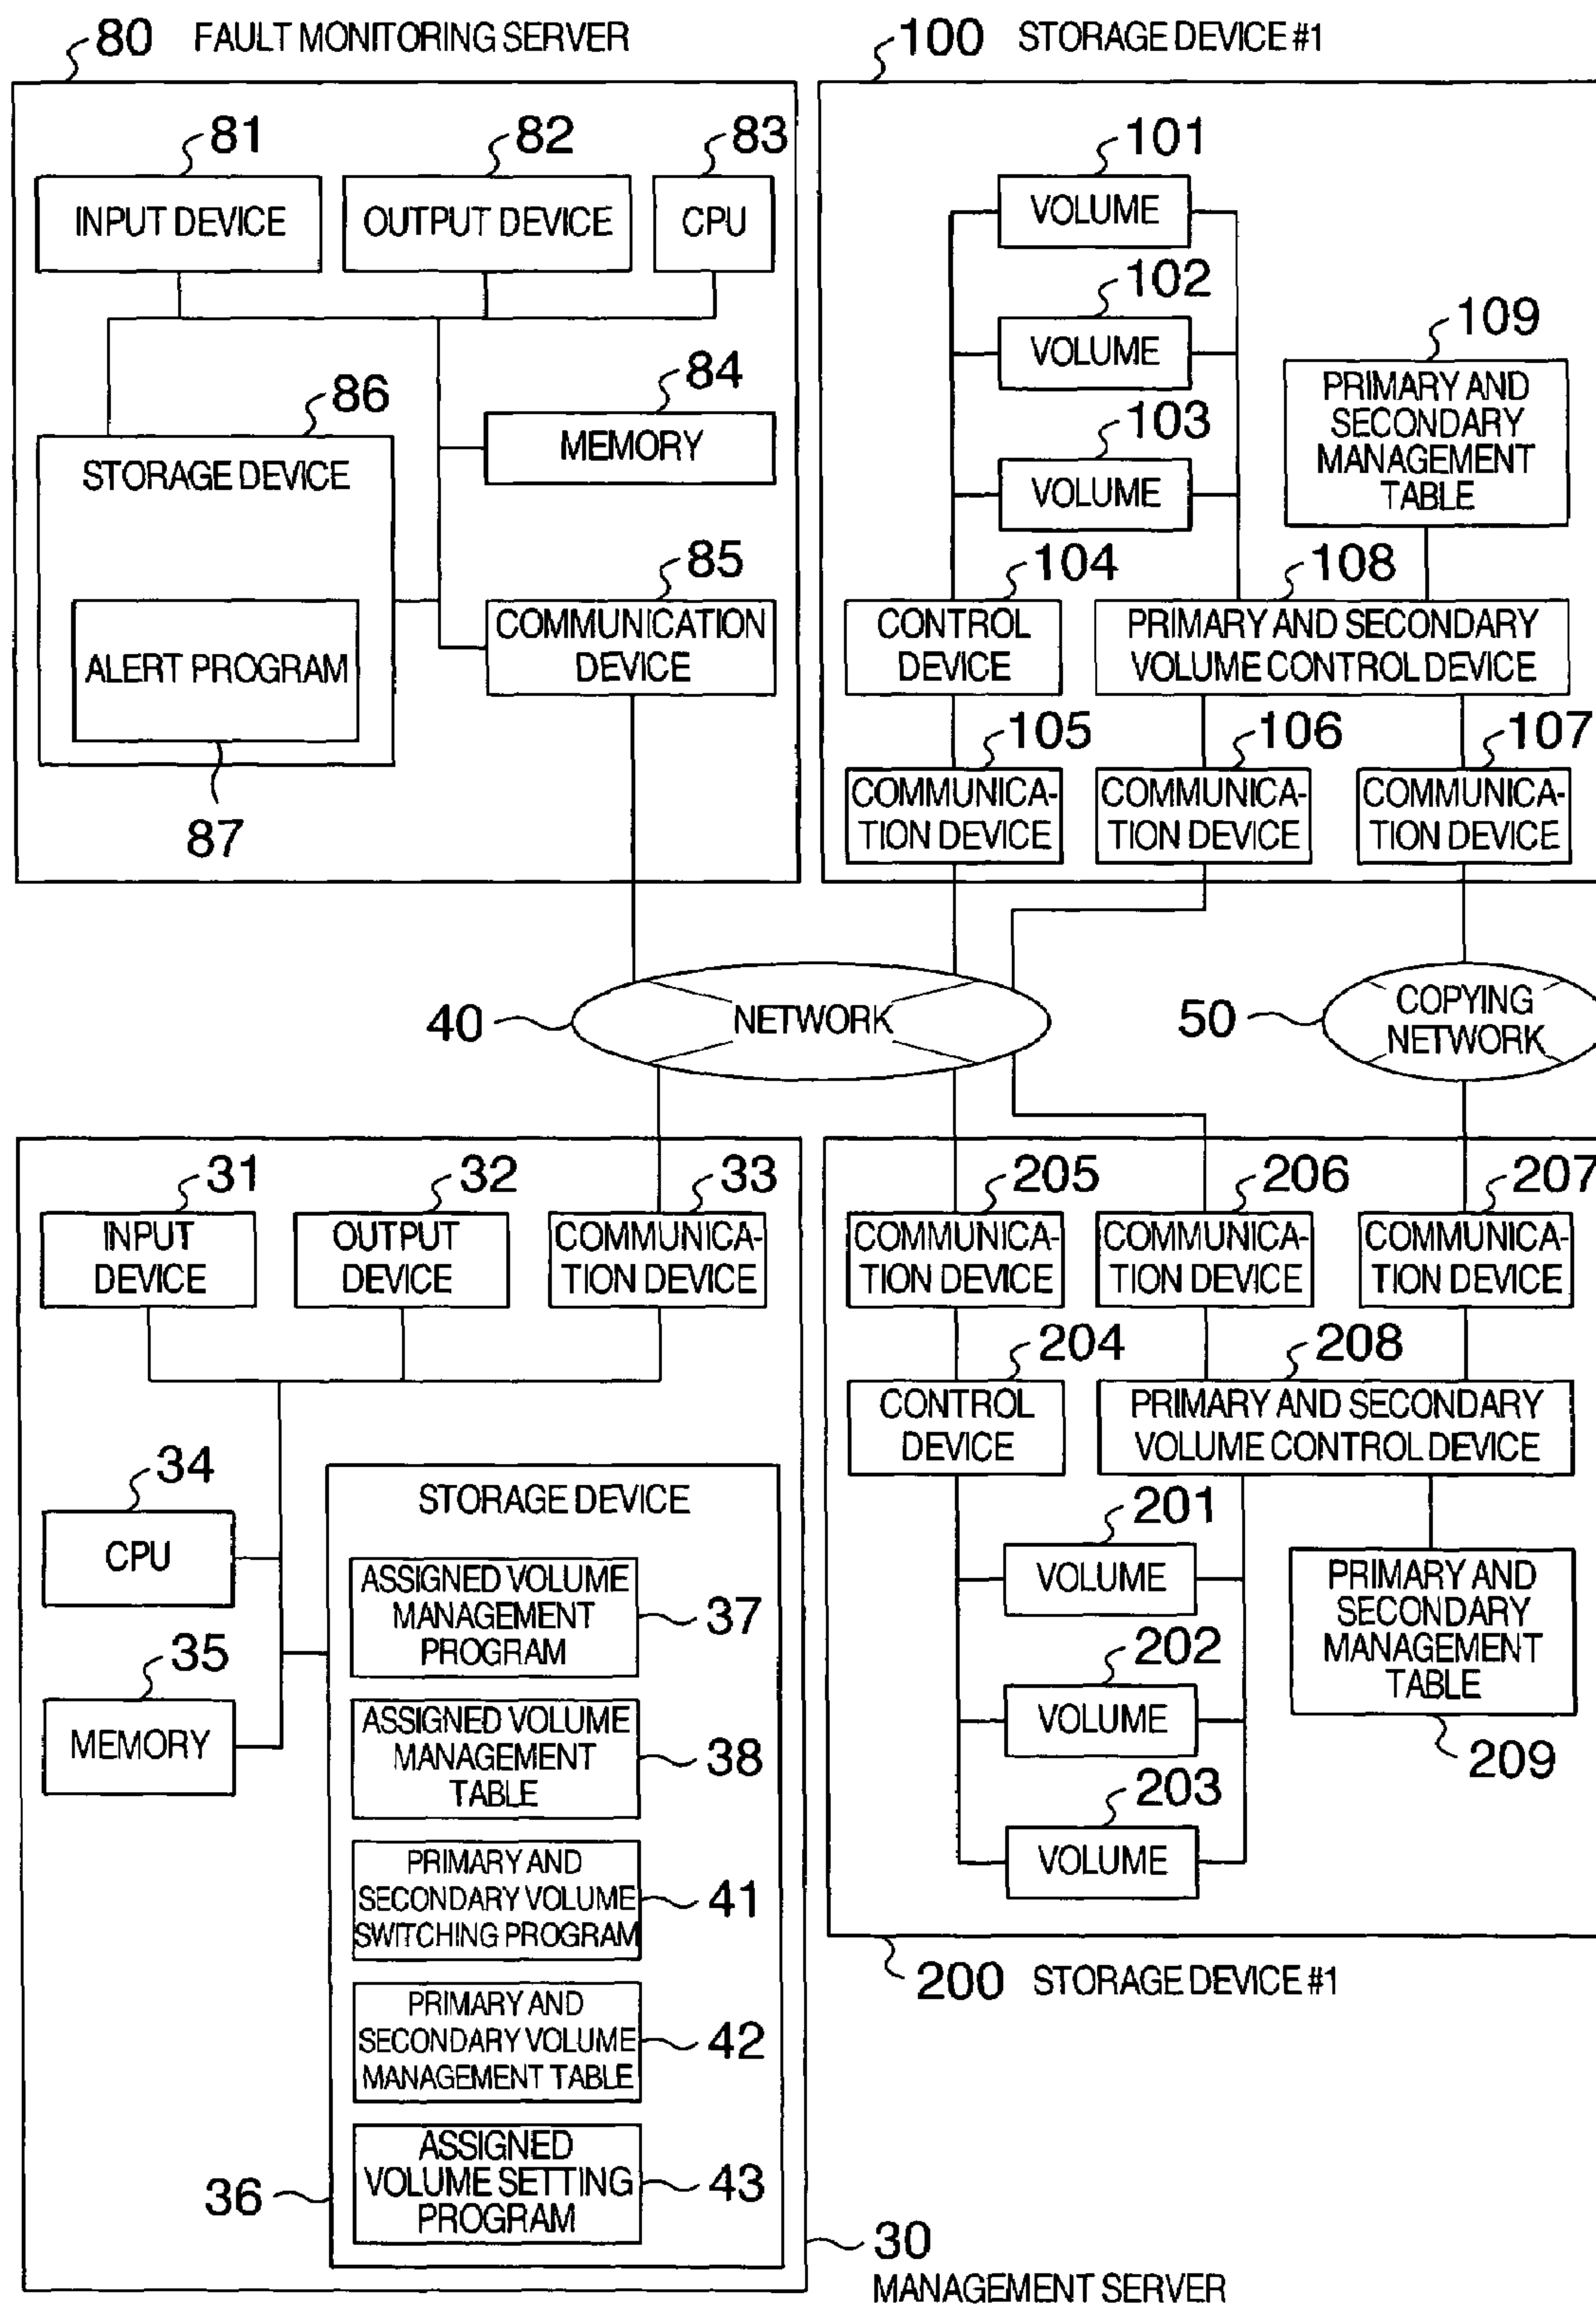 80 FAULT MONITORING SERVER
81
82
83
INPUT DEVICE
OUTPUT DEVICE
CPU
86
84
STORAGE DEVICE
MEMORY
85
COMMUNICATION
DEVICE
ALERT PROGRAM
87
100 STORAGE DEVICE #1
101
VOLUME
102
VOLUME
109
PRIMARY AND
SECONDARY
MANAGEMENT
TABLE
103
VOLUME
104
108
CONTROL
DEVICE
PRIMARY AND SECONDARY
VOLUME CONTROL DEVICE
105
106
107
COMMUNICA-
TION DEVICE
COMMUNICA-
TION DEVICE
COMMUNICA-
TION DEVICE
40
NETWORK
50
COPYING
NETWORK
31
32
33
INPUT
DEVICE
OUTPUT
DEVICE
COMMUNICA-
TION DEVICE
34
CPU
35
MEMORY
STORAGE DEVICE
ASSIGNED VOLUME
MANAGEMENT
PROGRAM
37
ASSIGNED VOLUME
MANAGEMENT
TABLE
38
PRIMARY AND
SECONDARY VOLUME
SWITCHING PROGRAM
41
PRIMARY AND
SECONDARY VOLUME
MANAGEMENT TABLE
42
ASSIGNED
VOLUME SETTING
PROGRAM
43
36
30
MANAGEMENT SERVER
205
206
207
COMMUNICA-
TION DEVICE
COMMUNICA-
TION DEVICE
COMMUNICA-
TION DEVICE
204
208
CONTROL
DEVICE
PRIMARY AND SECONDARY
VOLUME CONTROL DEVICE
201
VOLUME
202
VOLUME
203
VOLUME
PRIMARY AND
SECONDARY
MANAGEMENT
TABLE
209
200 STORAGE DEVICE #1